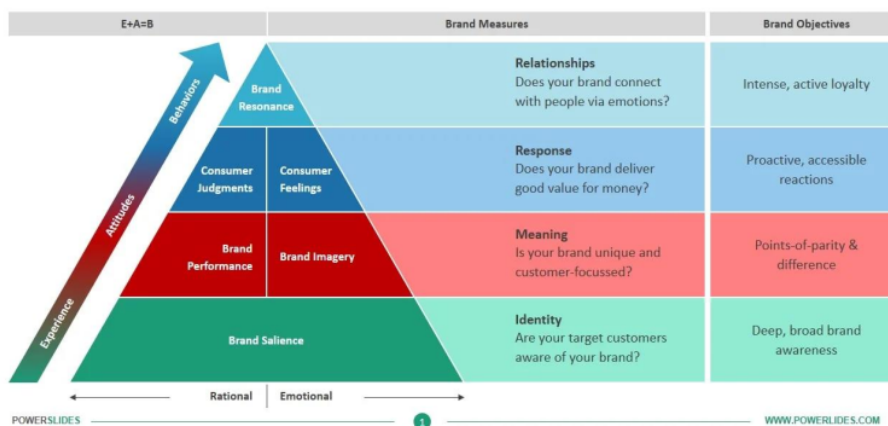 E+A=B
Brand Measures
Brand Objectives
Behaviors
Attitudes
Experience
Brand
Resonance
Relationships
Does your brand connect
with people via emotions?
Intense, active loyalty
Consumer
Judgments
Consumer
Feelings
Response
Does your brand deliver
good value for money?
Proactive, accessible
reactions
Brand
Performance
Brand Imagery
Meaning
Is your brand unique and
customer-focussed?
Points-of-parity &
difference
Brand Salience
Identity
Are your target customers
aware of your brand?
Deep, broad brand
awareness
Rational
Emotional
POWERSLIDES
1
WWW.POWERLIDES.COM